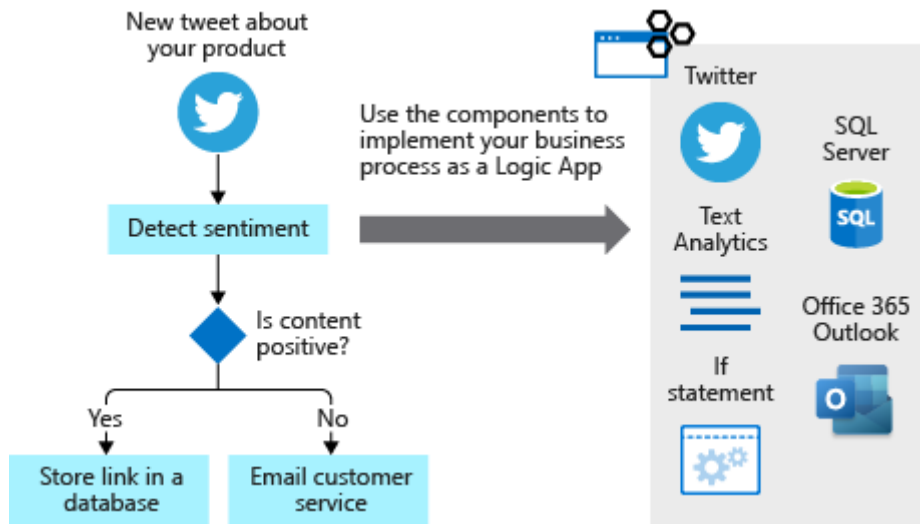 New tweet about
your product
Detect sentiment
Is content
positive?
Yes
No
Store link in a
database
Email customer
service
Use the components to
implement your business
process as a Logic App
Twitter
SQL
Server
SQL
Text
Analytics
Office 365
Outlook
O
If
statement